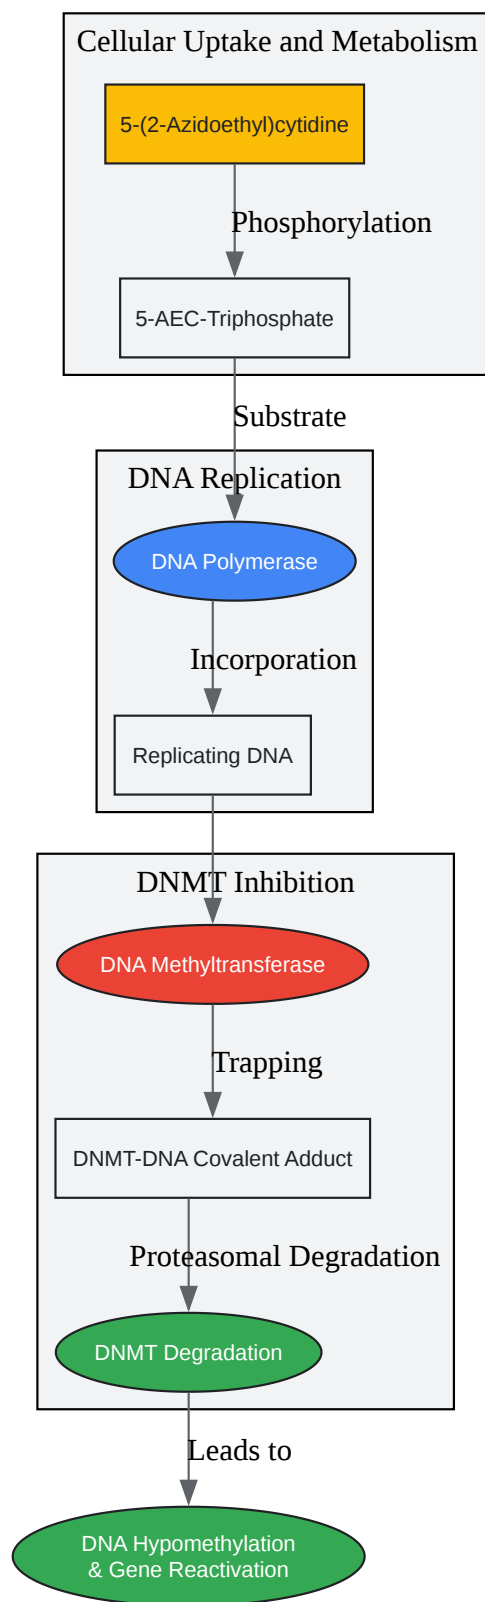 Cellular Uptake and Metabolism
5-(2-Azidoethyl)cytidine
Phosphorylation
5-AEC-Triphosphate
Substrate
DNA Replication
DNA Polymerase
Incorporation
Replicating DNA
DNMT Inhibition
DNA Methyltransferase
Trapping
DNMT-DNA Covalent Adduct
Proteasomal Degradation
DNMT Degradation
Leads to
DNA Hypomethylation
& Gene Reactivation